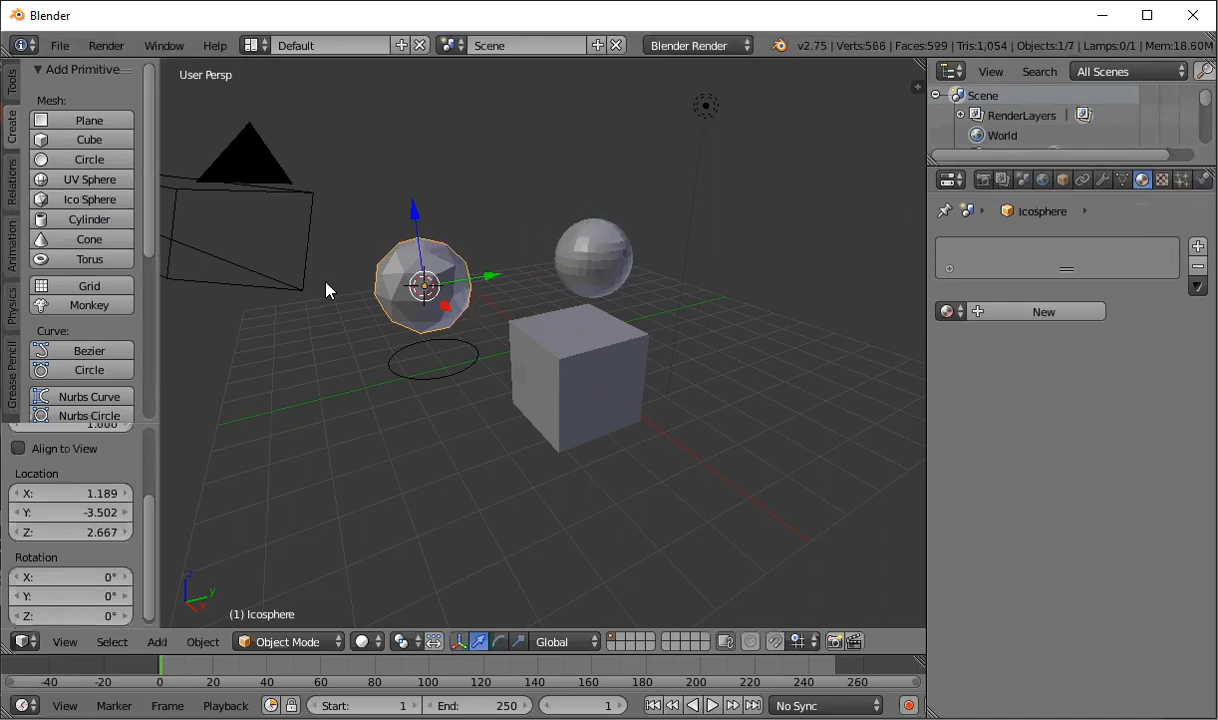 Blender
File Render Window Help Default Scene Blender Render v2.75 | Verts:568 | Faces:599 | Tris:1,054 | Objects:1/7 | Lamps:0/1 | Mem:18.60M
Tools
Create
Relations
Animation
Physics
Grease Pencil
Add Primitive
Mesh:
Plane
Cube
Circle
UV Sphere
Ico Sphere
Cylinder
Cone
Torus
Grid
Monkey
Curve:
Bezier
Circle
Nurbs Curve
Nurbs Circle
1.000
Align to View
Location
X: 1.189
Y: -3.502
Z: 2.667
Rotation
X: 0°
Y: 0°
Z: 0°
User Persp
z
y
x
(1) Icosphere
View Select Add Object Object Mode Global
-40 -20 0 20 40 60 80 100 120 140 160 180 200 220 240 260
View Marker Frame Playback Start: 1 End: 250 1 No Sync
View Search All Scenes
Scene
RenderLayers |
World
Icosphere
New